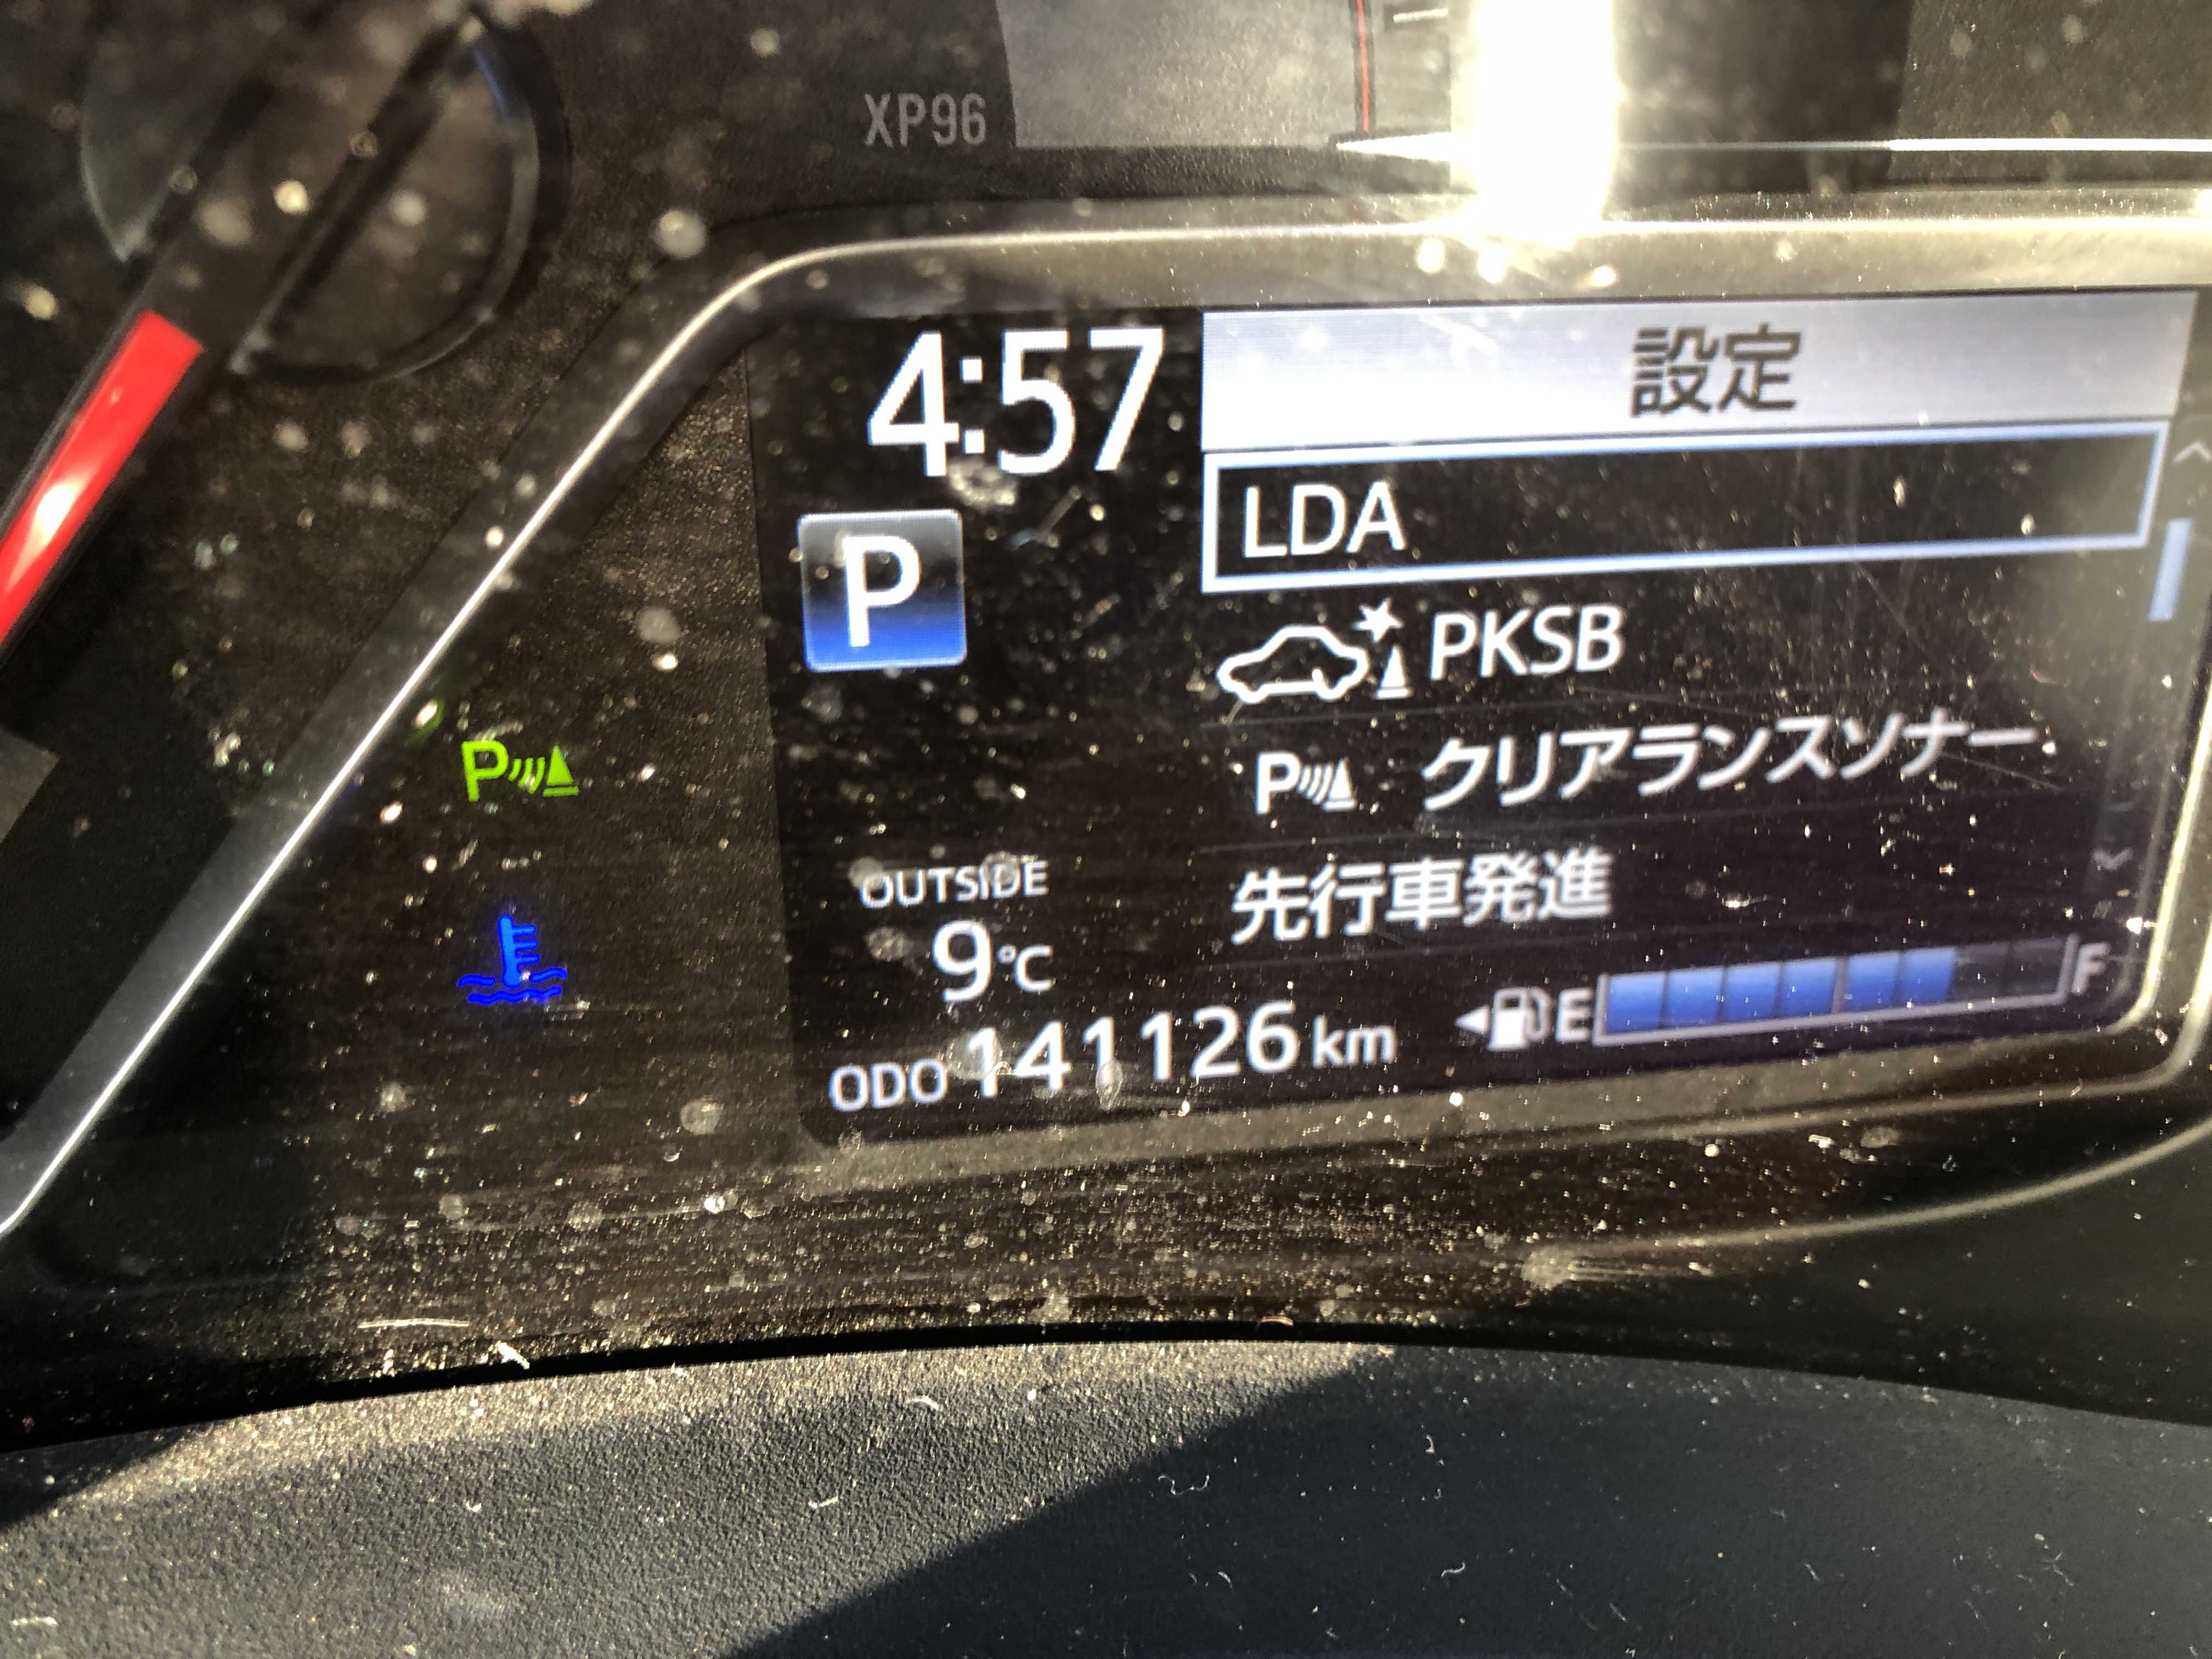 XP96
4:57
設定
LDA
P
PKSB
P
P クリアランスソナー
先行車発進
OUTSIDE
9℃
E F
ODO 141126 km